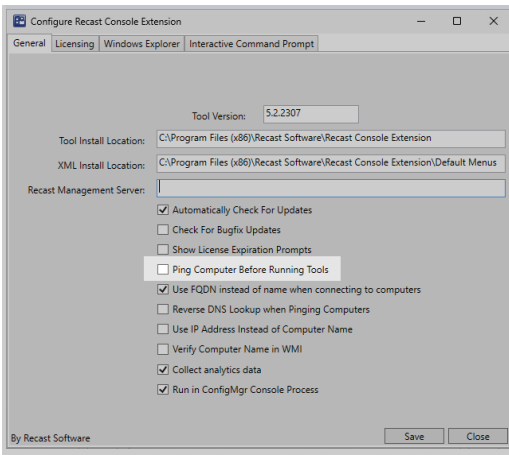 Configure Recast Console Extension
General Licensing Windows Explorer Interactive Command Prompt
Tool Version: 5.2.2307
Tool Install Location: C:\Program Files (x86)\Recast Software\Recast Console Extension
XML Install Location: C:\Program Files (x86)\Recast Software\Recast Console Extension\Default Menus
Recast Management Server:
Automatically Check For Updates
Check For Bugfix Updates
Show License Expiration Prompts
Ping Computer Before Running Tools
Use FQDN instead of name when connecting to computers
Reverse DNS Lookup when Pinging Computers
Use IP Address Instead of Computer Name
Verify Computer Name in WMI
Collect analytics data
Run in ConfigMgr Console Process
By Recast Software Save Close